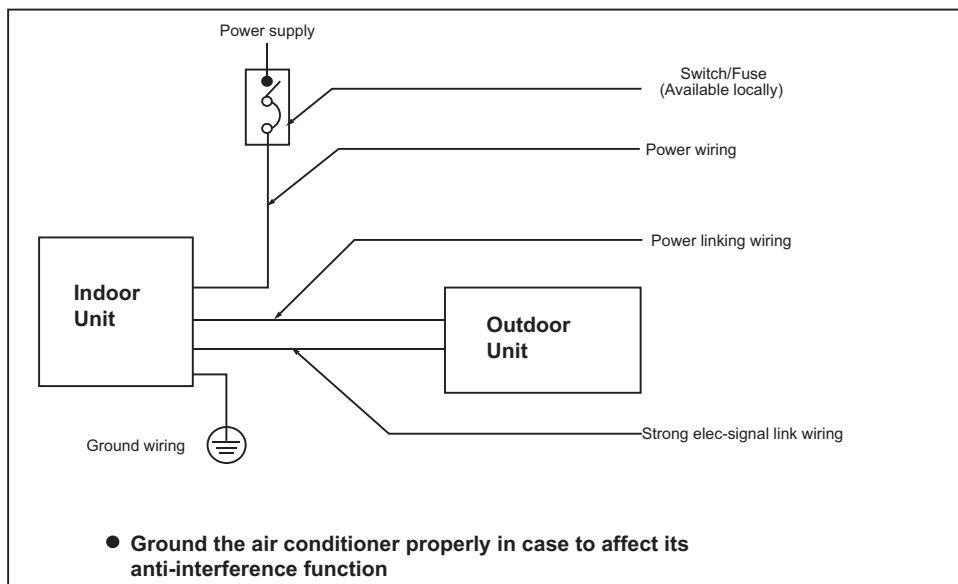 Power supply
Switch/Fuse
(Available locally)
Power wiring
Power linking wiring
Indoor
Unit
Outdoor
Unit
Strong elec-signal link wiring
Ground wiring
● Ground the air conditioner properly in case to affect its
anti-interference function